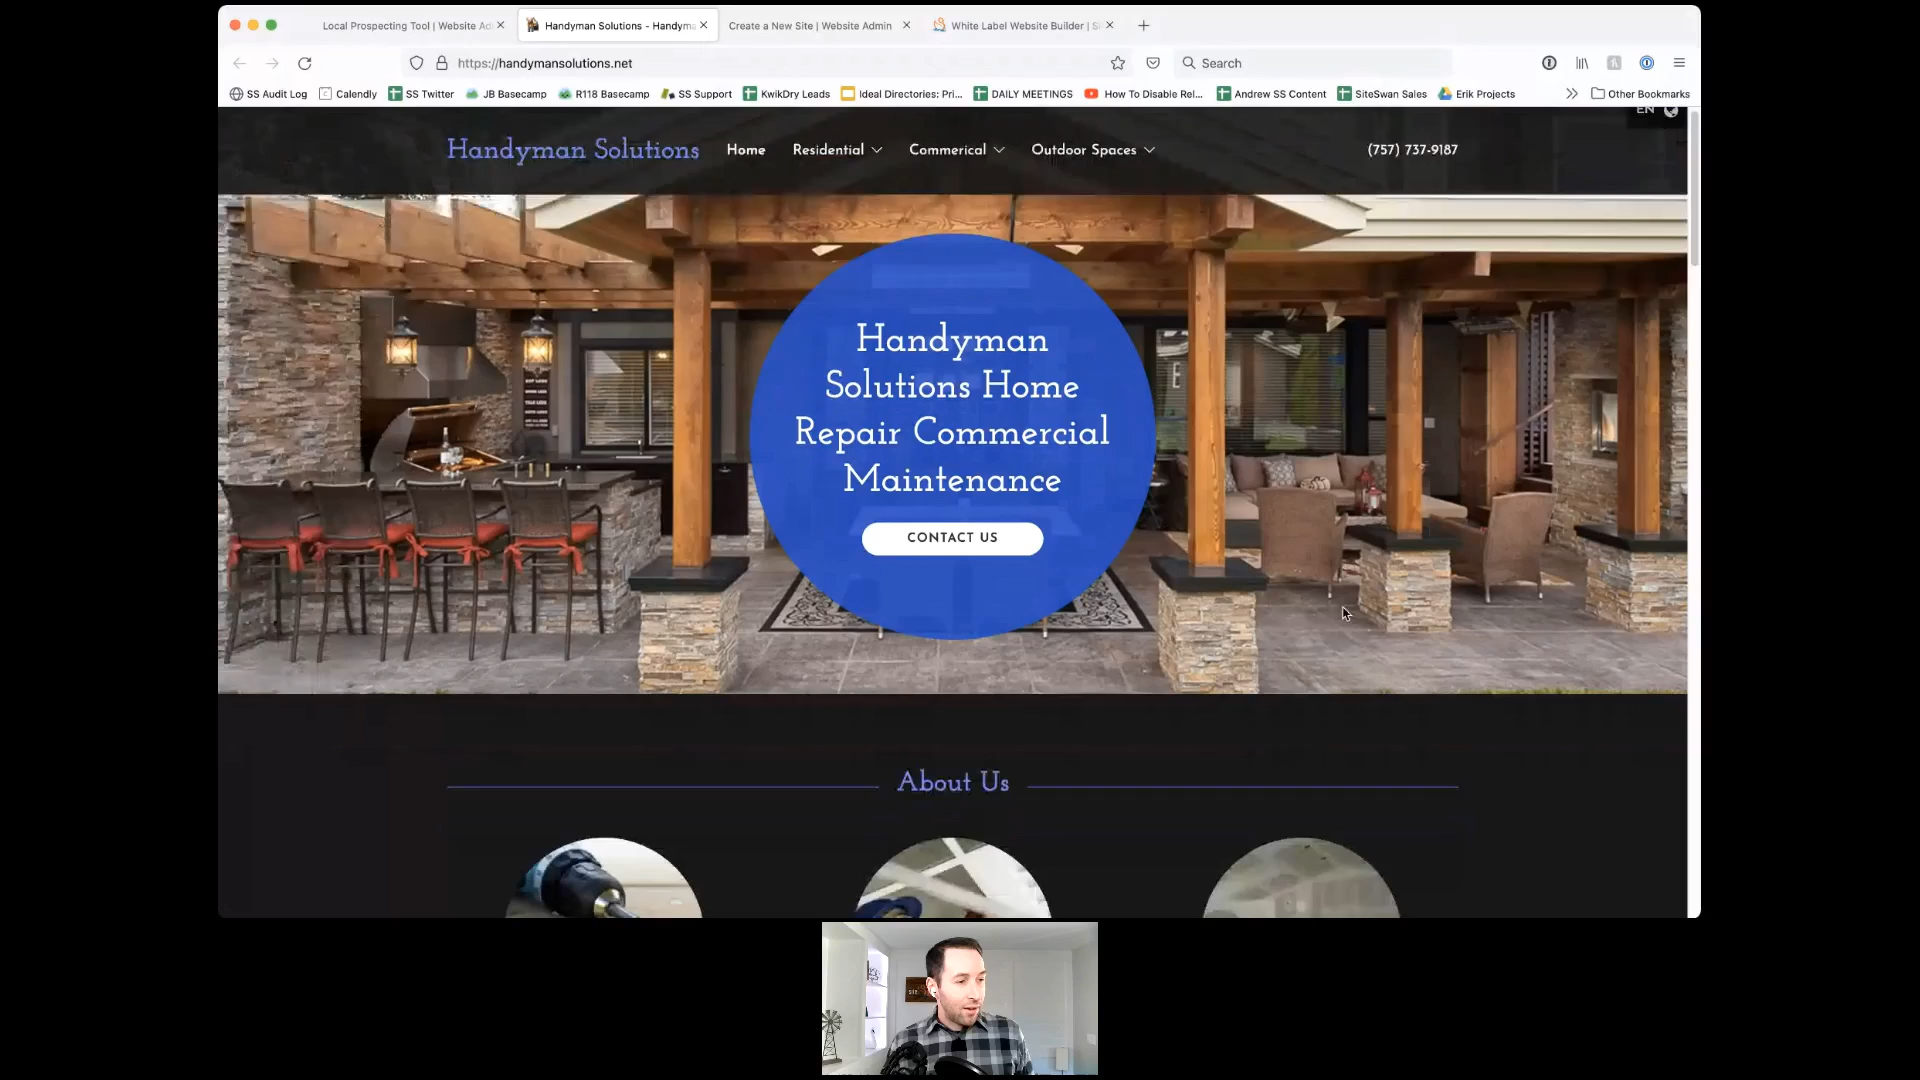 Local Prospecting Tool | Website Ad
Handyman Solutions - Handyma
Create a New Site | Website Admin
White Label Website Builder | Si
https://handymansolutions.net
Search
SS Audit Log
Calendly
SS Twitter
JB Basecamp
R118 Basecamp
SS Support
KwikDry Leads
Ideal Directories: Pri...
DAILY MEETINGS
How To Disable Rel...
Andrew SS Content
SiteSwan Sales
Erik Projects
Other Bookmarks
EN
Handyman Solutions
Home
Residential
Commerical
Outdoor Spaces
(757) 737-9187
Handyman
Solutions Home
Repair Commercial
Maintenance
CONTACT US
About Us